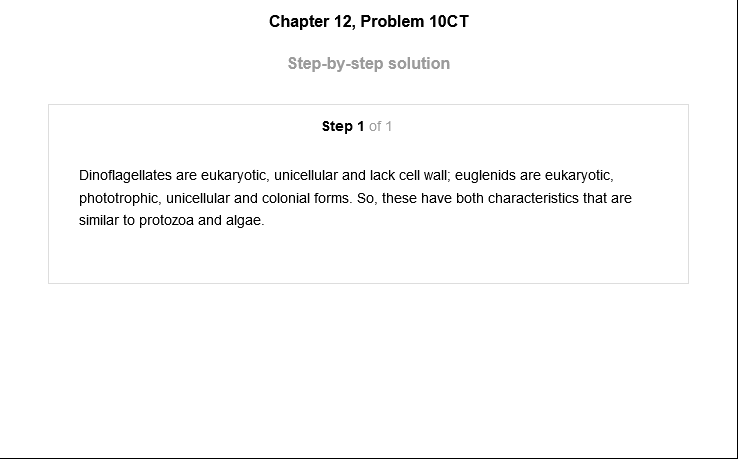 Chapter 12, Problem 10CT
Step-by-step solution
Step 1 of 1
Dinoflagellates are eukaryotic, unicellular and lack cell wall; euglenids are eukaryotic,
phototrophic, unicellular and colonial forms. So, these have both characteristics that are
similar to protozoa and algae.